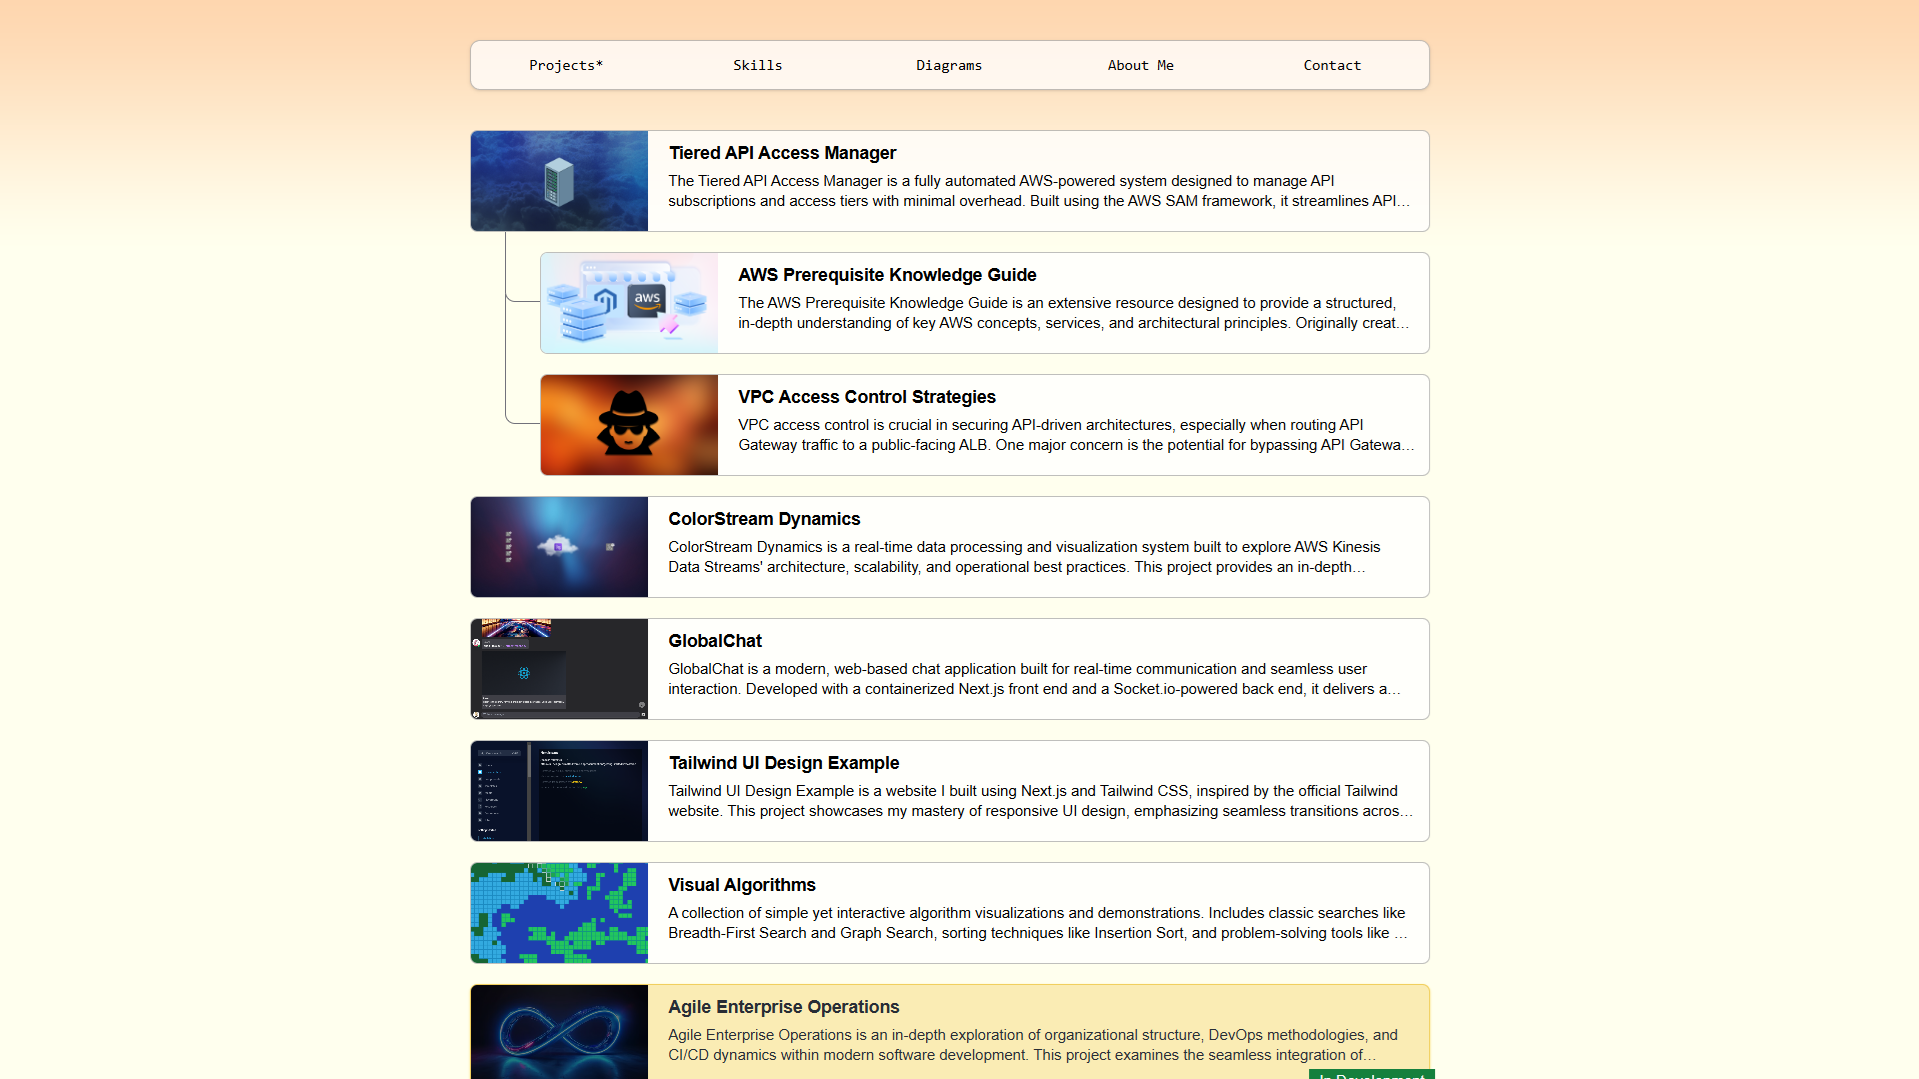 Projects*
Skills
Diagrams
About Me
Contact
Tiered API Access Manager
The Tiered API Access Manager is a fully automated AWS-powered system designed to manage API
subscriptions and access tiers with minimal overhead. Built using the AWS SAM framework, it streamlines API…
aws
AWS Prerequisite Knowledge Guide
The AWS Prerequisite Knowledge Guide is an extensive resource designed to provide a structured,
in-depth understanding of key AWS concepts, services, and architectural principles. Originally creat…
VPC Access Control Strategies
VPC access control is crucial in securing API-driven architectures, especially when routing API
Gateway traffic to a public-facing ALB. One major concern is the potential for bypassing API Gatewa…
ColorStream Dynamics
ColorStream Dynamics is a real-time data processing and visualization system built to explore AWS Kinesis
Data Streams' architecture, scalability, and operational best practices. This project provides an in-depth…
GlobalChat
GlobalChat is a modern, web-based chat application built for real-time communication and seamless user
interaction. Developed with a containerized Next.js front end and a Socket.io-powered back end, it delivers a…
Tailwind UI Design Example
Tailwind UI Design Example is a website I built using Next.js and Tailwind CSS, inspired by the official Tailwind
website. This project showcases my mastery of responsive UI design, emphasizing seamless transitions acros…
Visual Algorithms
A collection of simple yet interactive algorithm visualizations and demonstrations. Includes classic searches like
Breadth-First Search and Graph Search, sorting techniques like Insertion Sort, and problem-solving tools like …
Agile Enterprise Operations
Agile Enterprise Operations is an in-depth exploration of organizational structure, DevOps methodologies, and
CI/CD dynamics within modern software development. This project examines the seamless integration of…
In Development